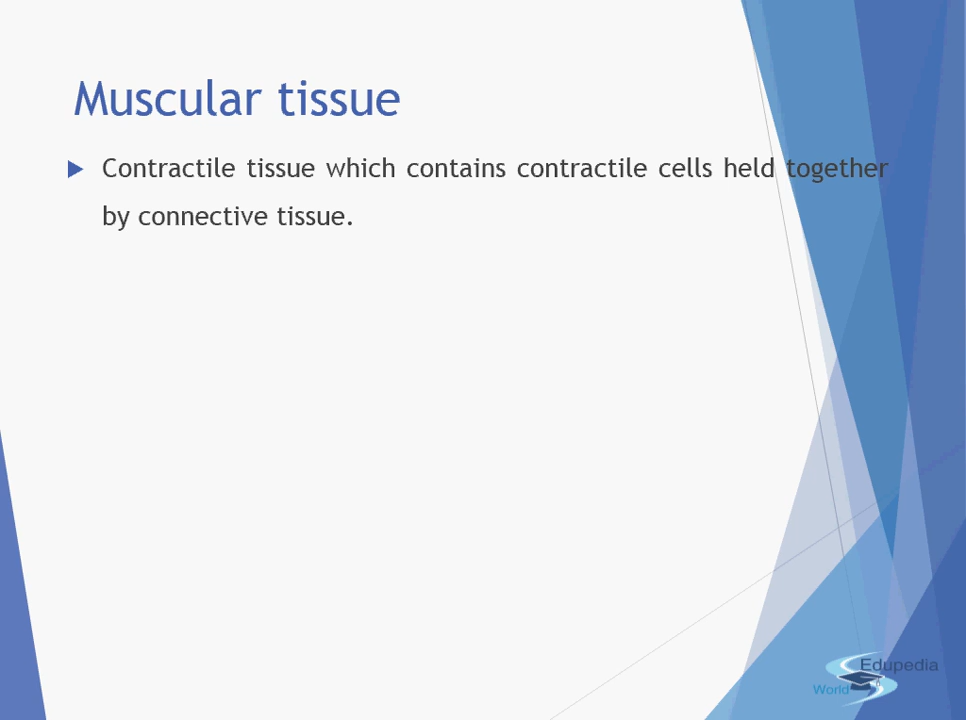 Muscular tissue
Contractile tissue which contains contractile cells held together
by connective tissue.
Edupedia
World